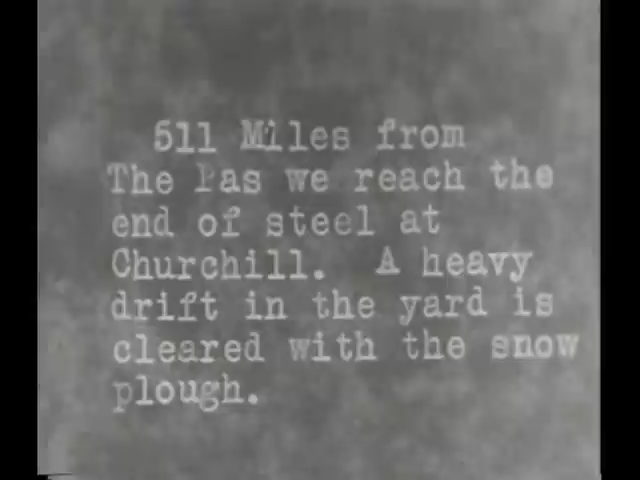 511 Miles from
The Pas we reach the
end of steel at
Churchill. A heavy
drift in the yard is
cleared with the snow
plough.